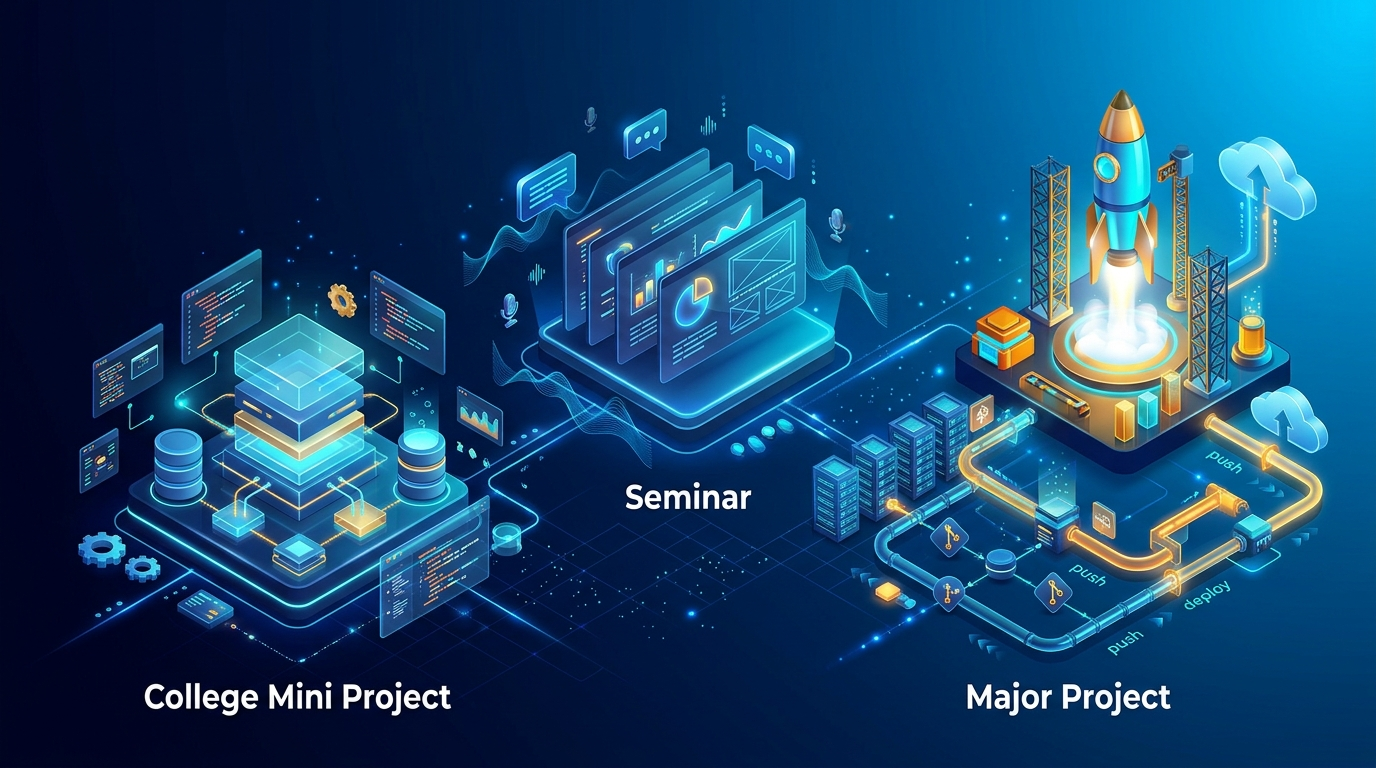 Seminar
College Mini Project
Major Project
push
push
deploy
push